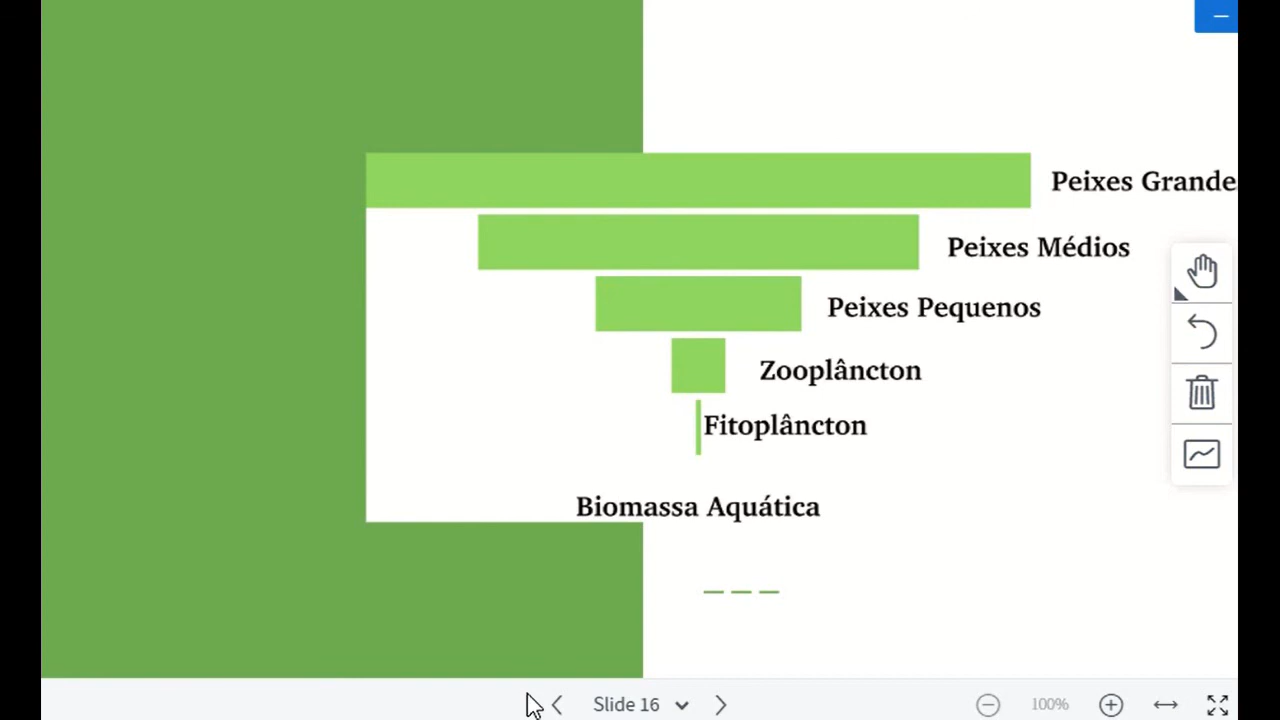 Peixes Grande
Peixes Médios
Peixes Pequenos
Zooplâncton
Fitoplâncton
Biomassa Aquática
Slide 16
100%